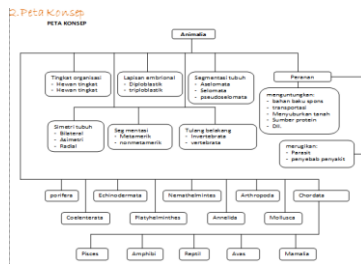 2.Peta Konsep
PETA KONSEP
Animalia
Tingkat organisasi
- Hewan tingkat
- Hewan tingkat
Lapisan embrional
- Diploblastik
- triploblastik
Segmentasi tubuh
- Aselomata
- Selomata
- pseudoselomata
Peranan
menguntungkan:
- bahan baku spons
- transportasi
- Menyuburkan tanah
- Sumber protein
- Dll.
Simetri tubuh
- Bilateral
- Asimetri
- Radial
Segmentasi
- Metamerik
- nonmetamerik
Tulang belakang
- Invertebrata
- vertebrata
merugikan:
- Parasit
- penyebab penyakit
porifera
Echinodermata
Nemathelmintes
Anthropoda
Chordata
Coelenterata
Platyhelminthes
Annelida
Mollusca
Pisces
Amphibi
Reptil
Aves
Mamalia